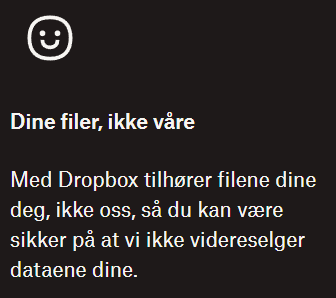 Dine filer, ikke våre
Med Dropbox tilhører filene dine
deg, ikke oss, så du kan være
sikker på at vi ikke videreselger
dataene dine.